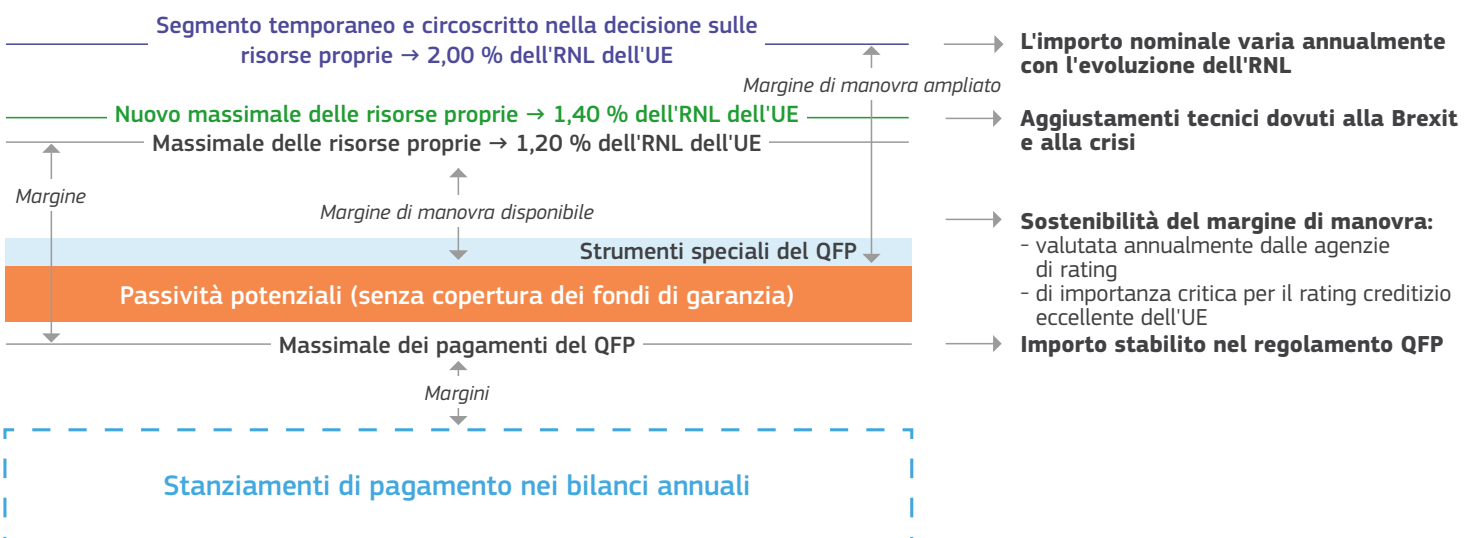 Segmento temporaneo e circoscritto nella decisione sulle
risorse proprie → 2,00 % dell'RNL dell'UE
L'importo nominale varia annualmente
con l'evoluzione dell'RNL
Margine di manovra ampliato
Nuovo massimale delle risorse proprie → 1,40 % dell'RNL dell'UE
Aggiustamenti tecnici dovuti alla Brexit
e alla crisi
Massimale delle risorse proprie → 1,20 % dell'RNL dell'UE
Margine
Margine di manovra disponibile
Sostenibilità del margine di manovra:
- valutata annualmente dalle agenzie
di rating
- di importanza critica per il rating creditizio
eccellente dell'UE
Strumenti speciali del QFP
Passività potenziali (senza copertura dei fondi di garanzia)
Massimale dei pagamenti del QFP
Importo stabilito nel regolamento QFP
Margini
Stanziamenti di pagamento nei bilanci annuali